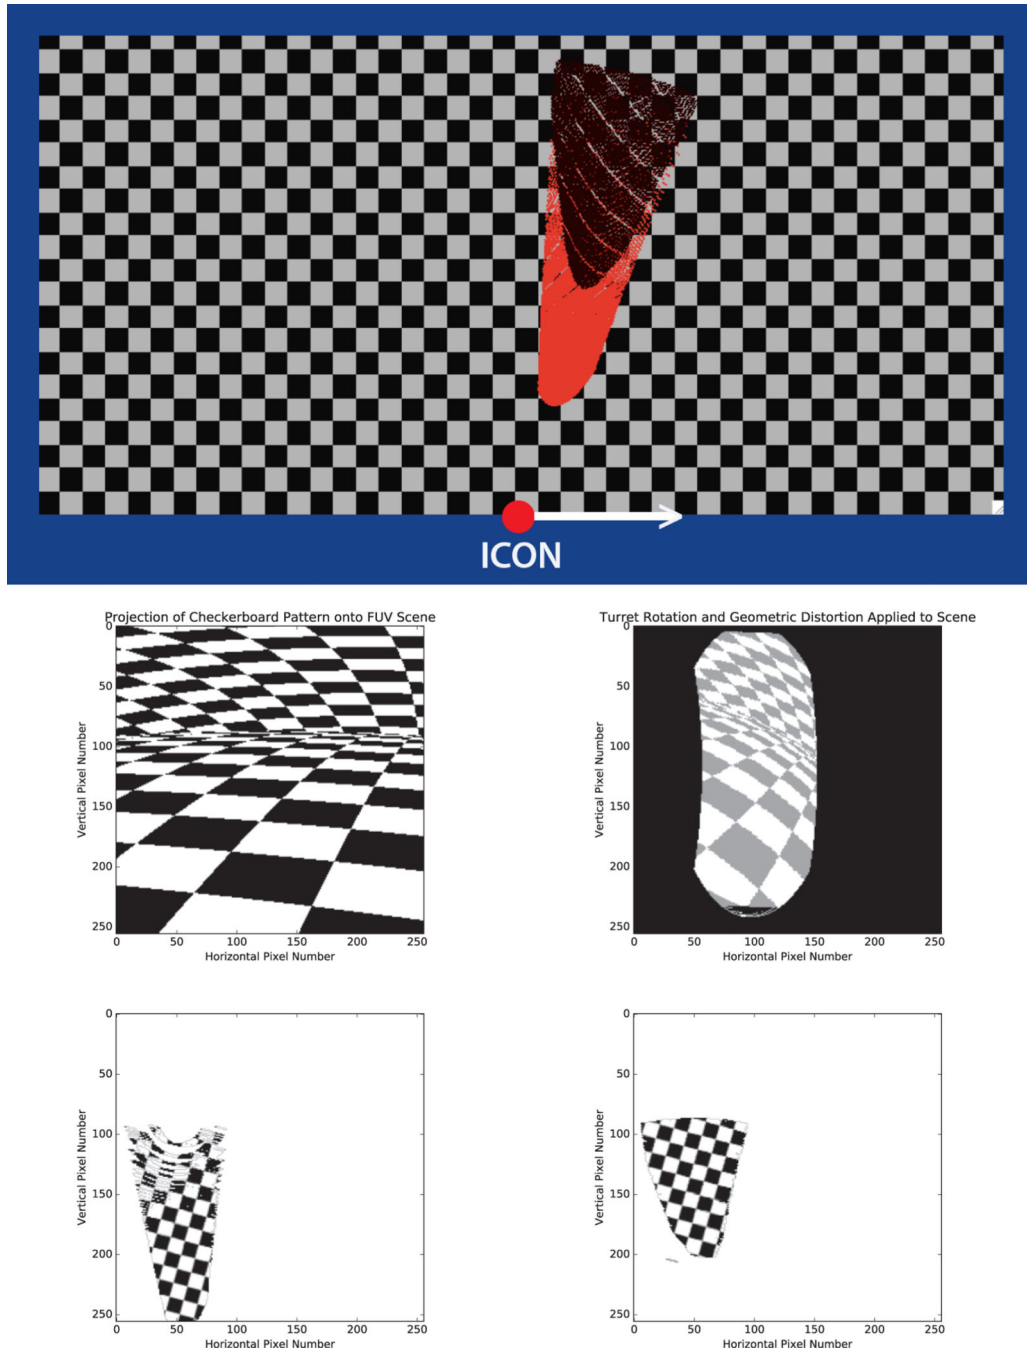 ICON
Projection of Checkerboard Pattern onto FUV Scene
0
50
100
150
200
250
Vertical Pixel Number
0 50 100 150 200 250
Horizontal Pixel Number
Turret Rotation and Geometric Distortion Applied to Scene
0
50
100
150
200
250
Vertical Pixel Number
0 50 100 150 200 250
Horizontal Pixel Number
0
50
100
150
200
250
Vertical Pixel Number
0 50 100 150 200 250
Horizontal Pixel Number
0
50
100
150
200
250
Vertical Pixel Number
0 50 100 150 200 250
Horizontal Pixel Number